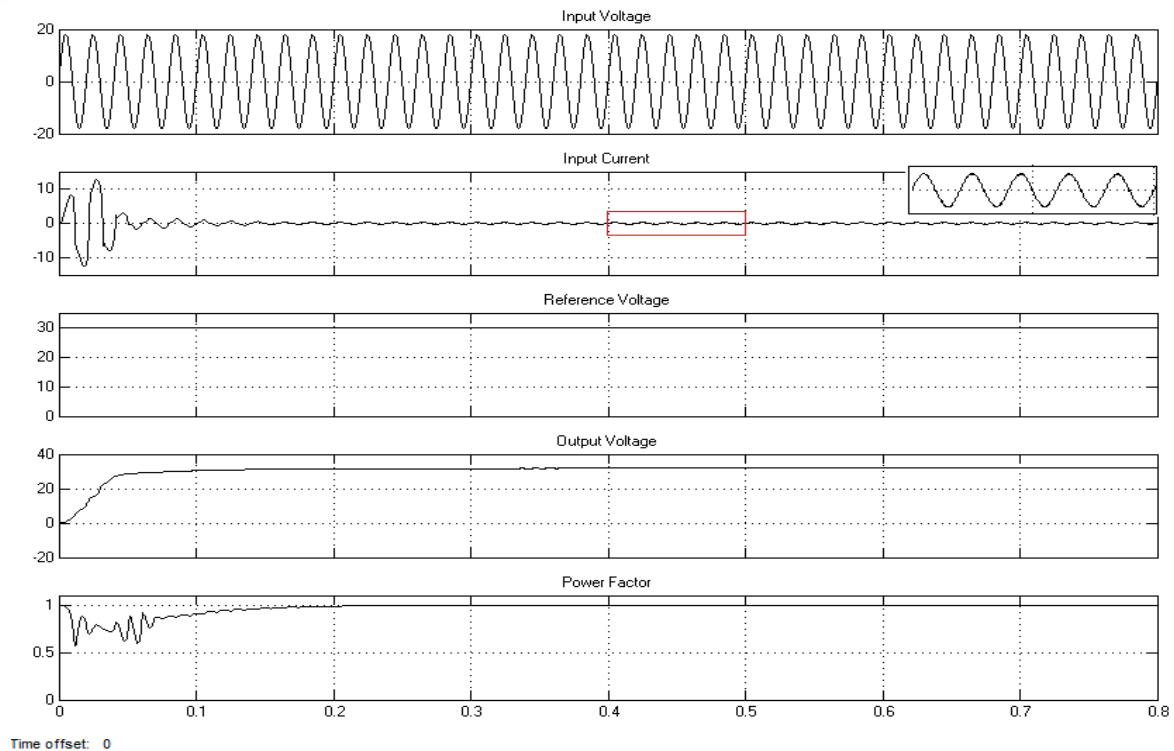 Input Voltage
20
0
-20
Input Current
10
0
-10
Reference Voltage
30
20
10
0
Output Voltage
40
20
0
-20
Power Factor
1
0.5
0
0 0.1 0.2 0.3 0.4 0.5 0.6 0.7 0.8
Time offset: 0